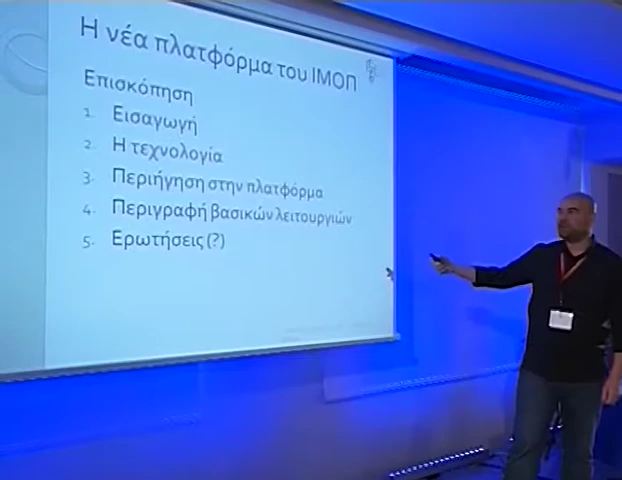 Η νέα πλατφόρμα του ΙΜΟΠ
Επισκόπηση
1. Εισαγωγή
2. Η τεχνολογία
3. Περιήγηση στην πλατφόρμα
4. Περιγραφή βασικών λειτουργιών
5. Ερωτήσεις (?)